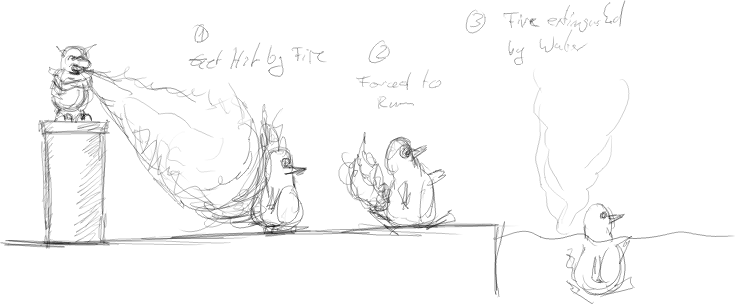 ①
Get Hit by Fire
②
Forced to
Run
③ Fire extinguished
by Water